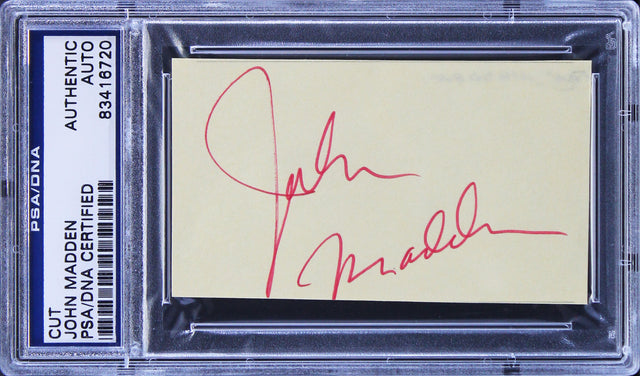 PSA/DNA
CUT
JOHN MADDEN
PSA/DNA CERTIFIED
AUTHENTIC
AUTO
83416720
John
Madden